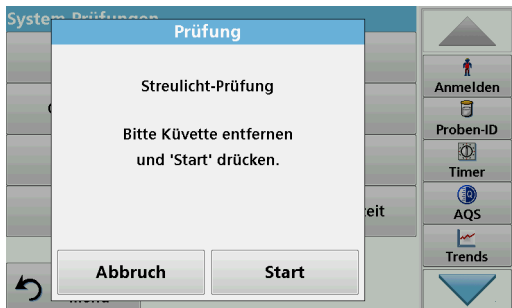 System Prüfungen
Prüfung
Streulicht-Prüfung
Bitte Küvette entfernen
und 'Start' drücken.
Abbruch
Start
Anmelden
Proben-ID
Timer
AQS
Trends